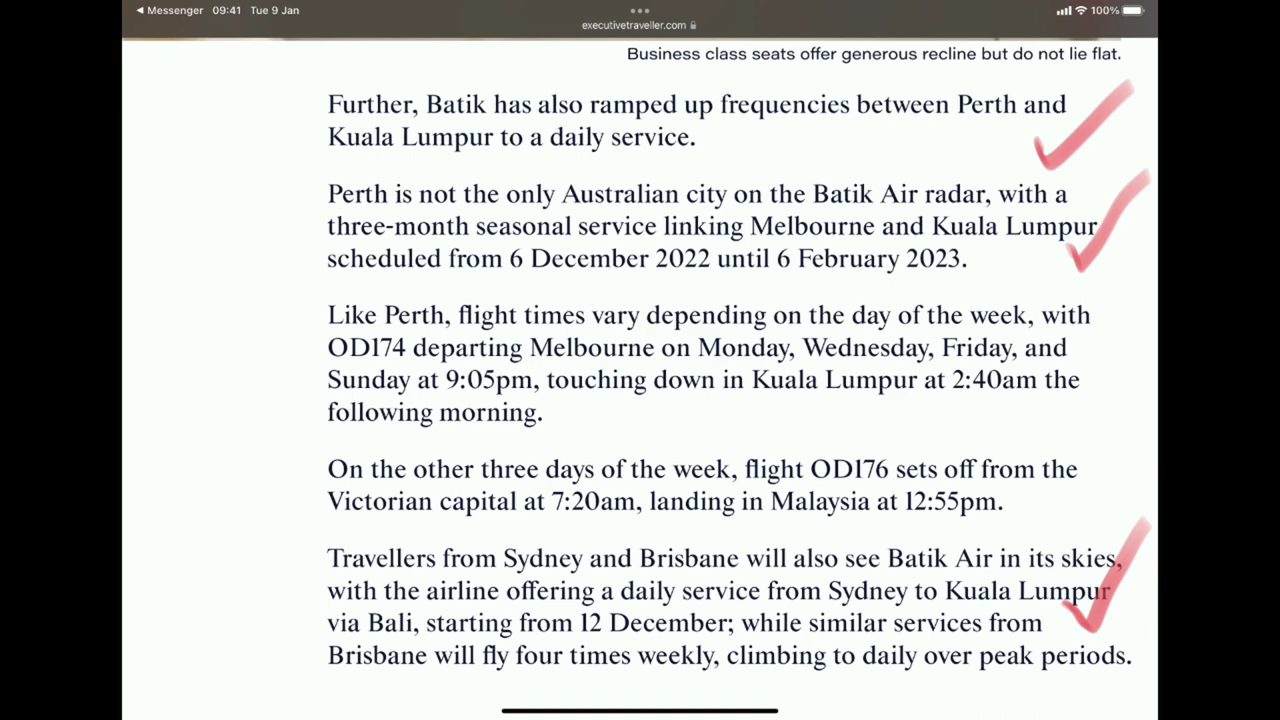 Messenger 09:41 Tue 9 Jan
100%
executivetraveller.com
Business class seats offer generous recline but do not lie flat.
Further, Batik has also ramped up frequencies between Perth and
Kuala Lumpur to a daily service.
Perth is not the only Australian city on the Batik Air radar, with a
three-month seasonal service linking Melbourne and Kuala Lumpur
scheduled from 6 December 2022 until 6 February 2023.
Like Perth, flight times vary depending on the day of the week, with
OD174 departing Melbourne on Monday, Wednesday, Friday, and
Sunday at 9:05pm, touching down in Kuala Lumpur at 2:40am the
following morning.
On the other three days of the week, flight OD176 sets off from the
Victorian capital at 7:20am, landing in Malaysia at 12:55pm.
Travellers from Sydney and Brisbane will also see Batik Air in its skies,
with the airline offering a daily service from Sydney to Kuala Lumpur
via Bali, starting from 12 December; while similar services from
Brisbane will fly four times weekly, climbing to daily over peak periods.